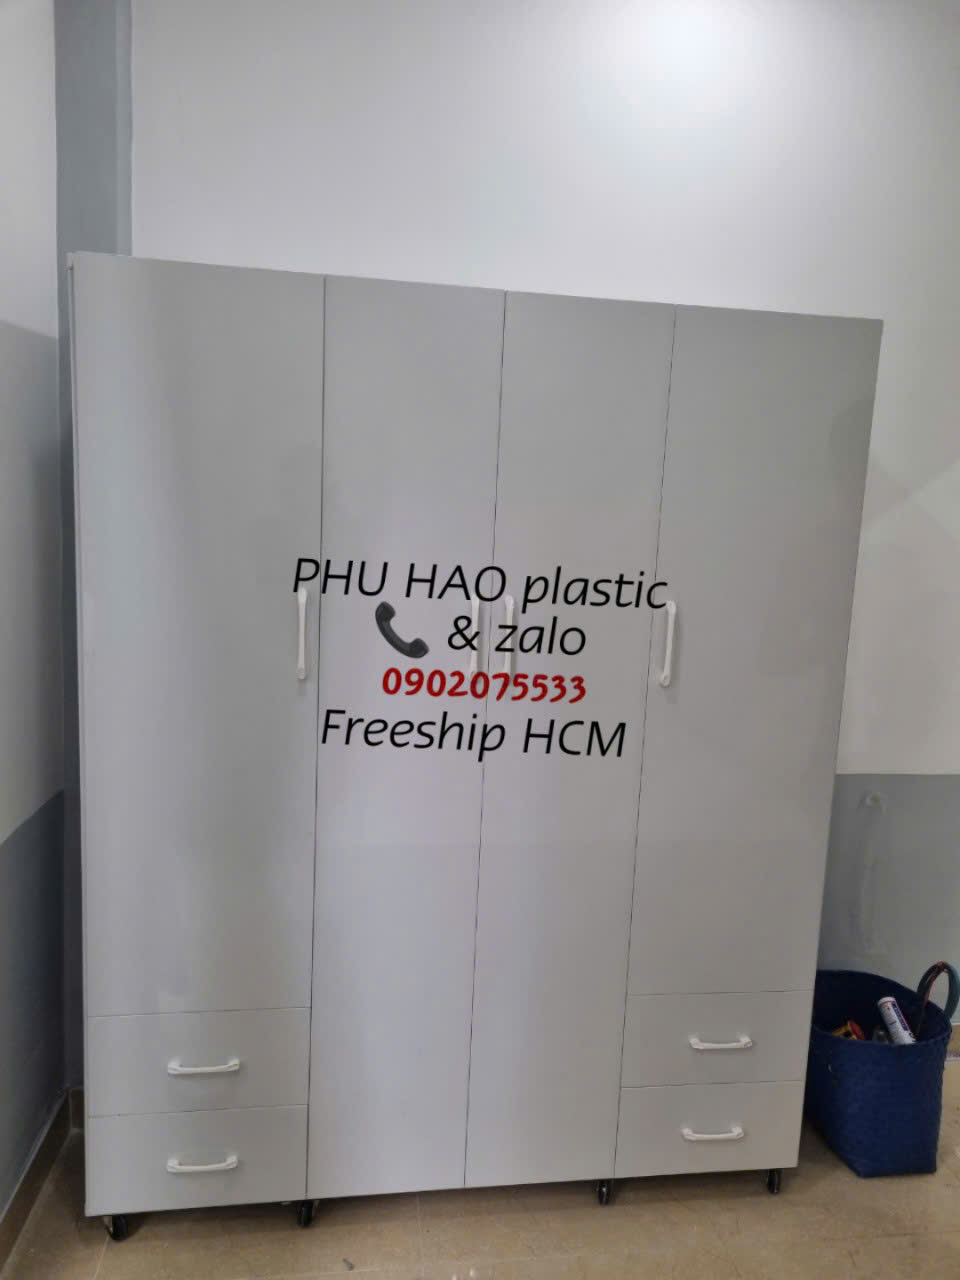 PHU HAO plastic
& zalo
0902075533
Freeship HCM